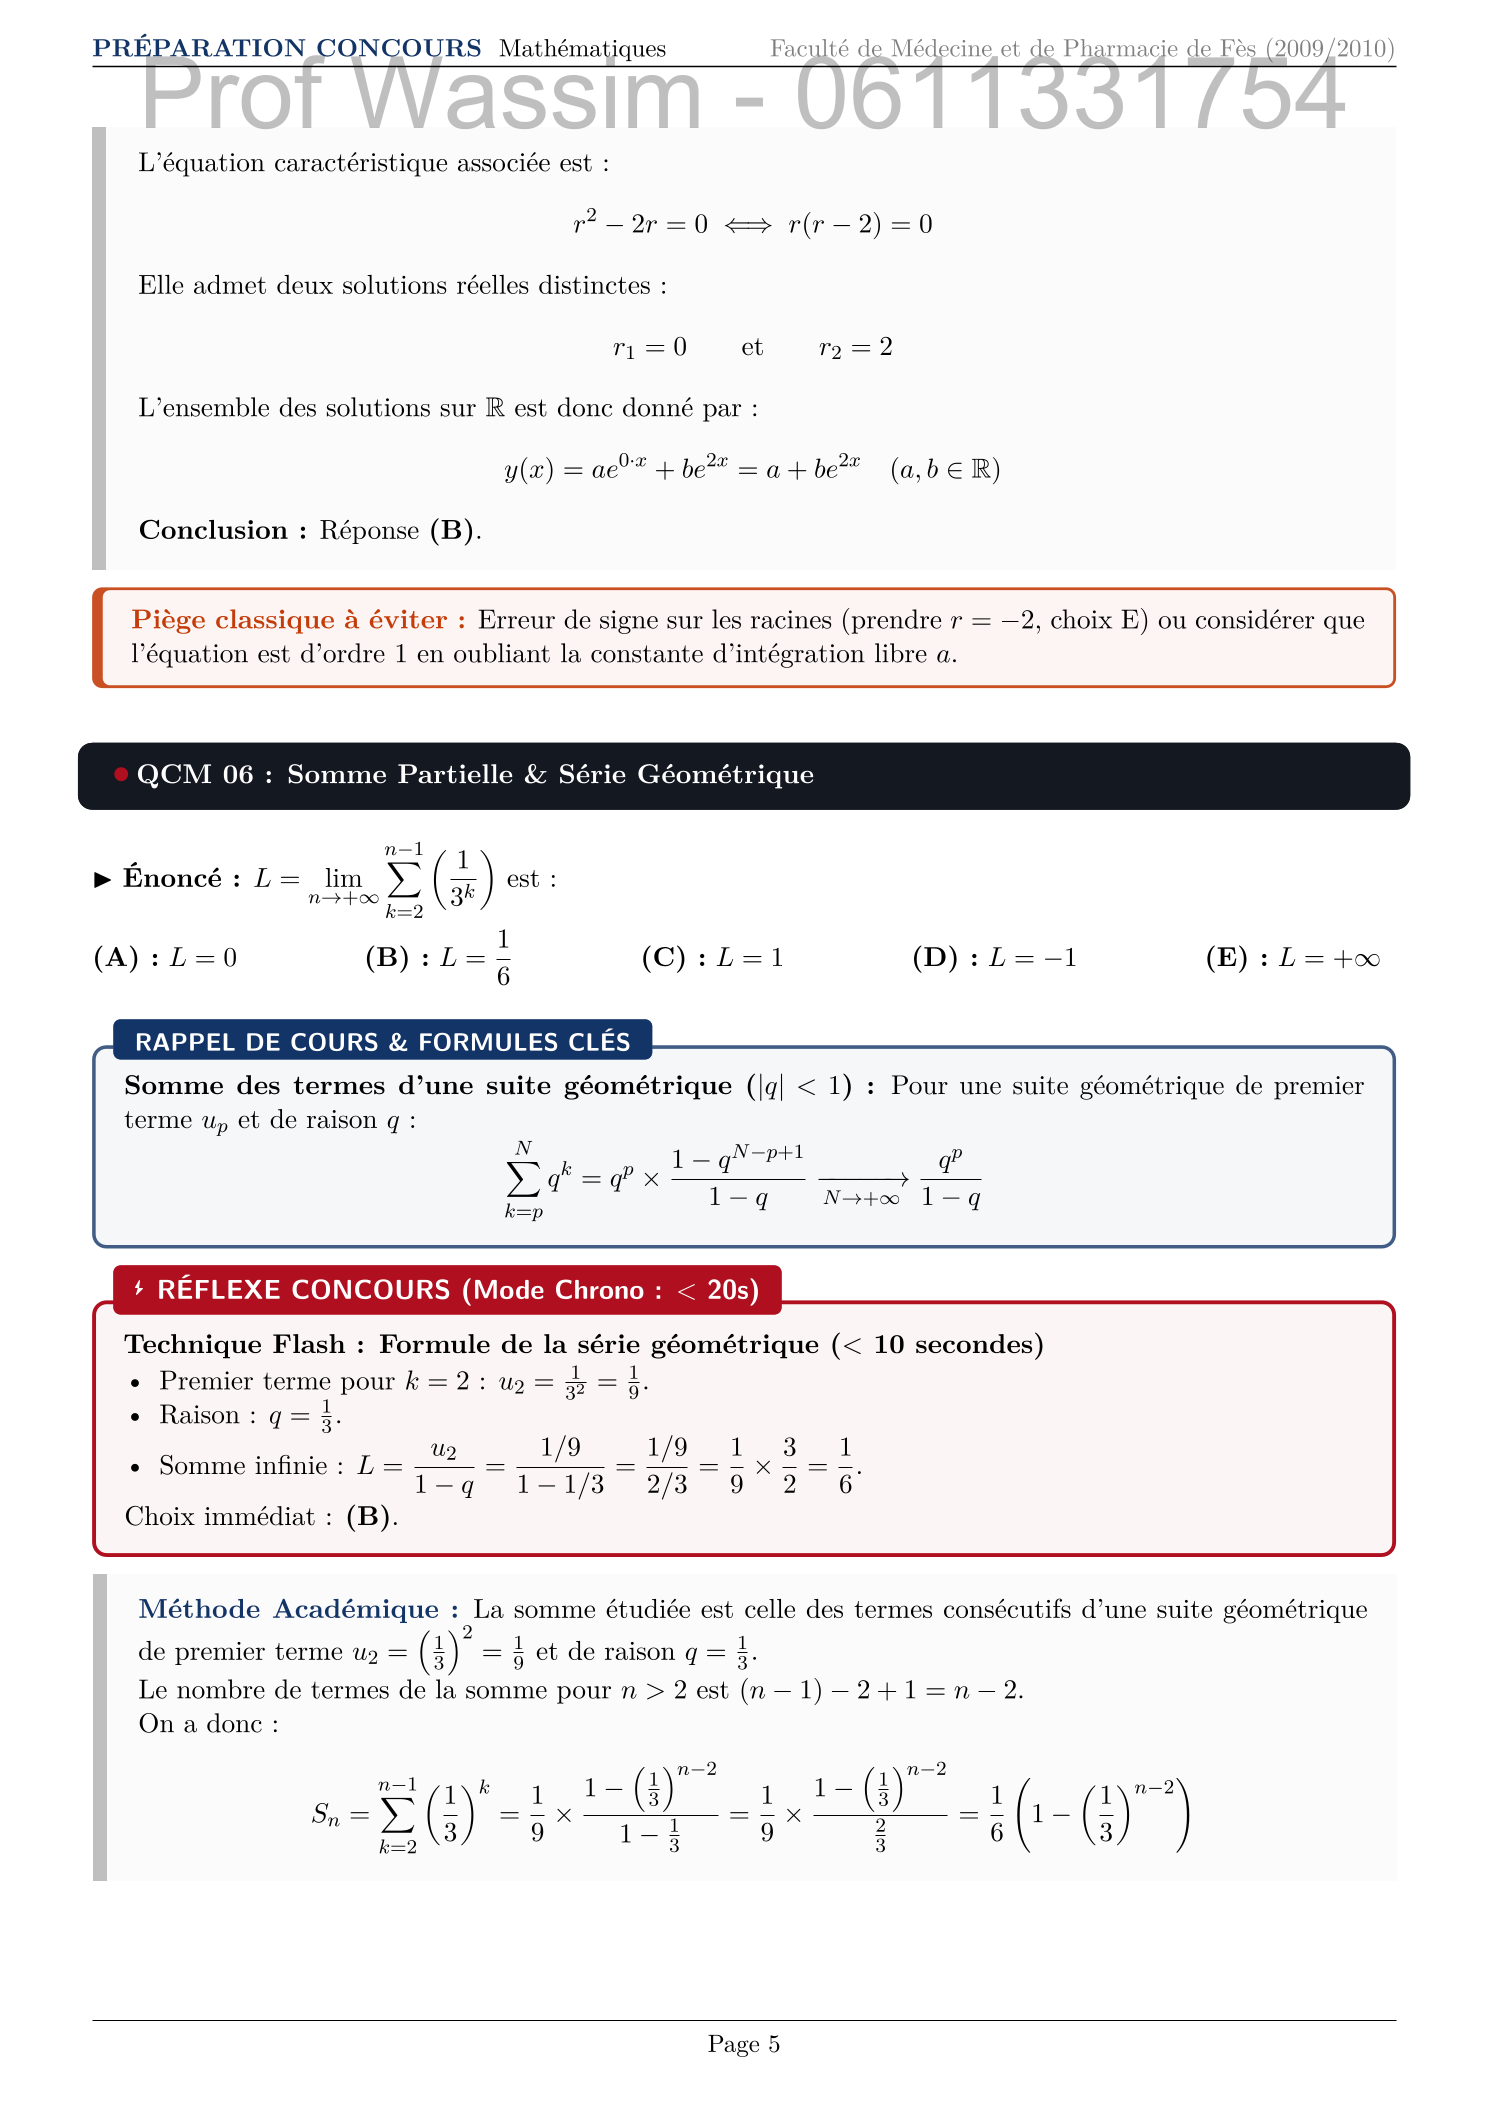 PRÉPARATION CONCOURS Mathématiques Faculté de Médecine et de Pharmacie de Fès (2009/2010)
Prof Wassim - 0611331754
L'équation caractéristique associée est :
r² − 2r = 0 ⟺ r(r − 2) = 0
Elle admet deux solutions réelles distinctes :
r₁ = 0 et r₂ = 2
L'ensemble des solutions sur ℝ est donc donné par :
y(x) = ae^{0·x} + be^{2x} = a + be^{2x} (a, b ∈ ℝ)
Conclusion : Réponse (B).
Piège classique à éviter : Erreur de signe sur les racines (prendre r = −2, choix E) ou considérer que
l'équation est d'ordre 1 en oubliant la constante d'intégration libre a.
● QCM 06 : Somme Partielle & Série Géométrique
▶ Énoncé : L = lim_{n→+∞} ∑_{k=2}^{n−1} (1/3^k) est :
(A) : L = 0 (B) : L = 1/6 (C) : L = 1 (D) : L = −1 (E) : L = +∞
RAPPEL DE COURS & FORMULES CLÉS
Somme des termes d'une suite géométrique (|q| < 1) : Pour une suite géométrique de premier
terme u_p et de raison q :
∑_{k=p}^{N} q^k = q^p × (1 − q^{N−p+1})/(1 − q) ⟶_{N→+∞} q^p/(1 − q)
⚡ RÉFLEXE CONCOURS (Mode Chrono : < 20s)
Technique Flash : Formule de la série géométrique (< 10 secondes)
• Premier terme pour k = 2 : u₂ = 1/3² = 1/9.
• Raison : q = 1/3.
• Somme infinie : L = u₂/(1 − q) = (1/9)/(1 − 1/3) = (1/9)/(2/3) = 1/9 × 3/2 = 1/6.
Choix immédiat : (B).
Méthode Académique : La somme étudiée est celle des termes consécutifs d'une suite géométrique
de premier terme u₂ = (1/3)² = 1/9 et de raison q = 1/3.
Le nombre de termes de la somme pour n > 2 est (n − 1) − 2 + 1 = n − 2.
On a donc :
S_n = ∑_{k=2}^{n−1} (1/3)^k = 1/9 × (1 − (1/3)^{n−2})/(1 − 1/3) = 1/9 × (1 − (1/3)^{n−2})/(2/3) = 1/6 (1 − (1/3)^{n−2})
Page 5